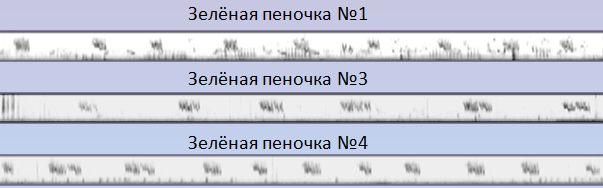 Зелёная пеночка №1
Зелёная пеночка №3
Зелёная пеночка №4